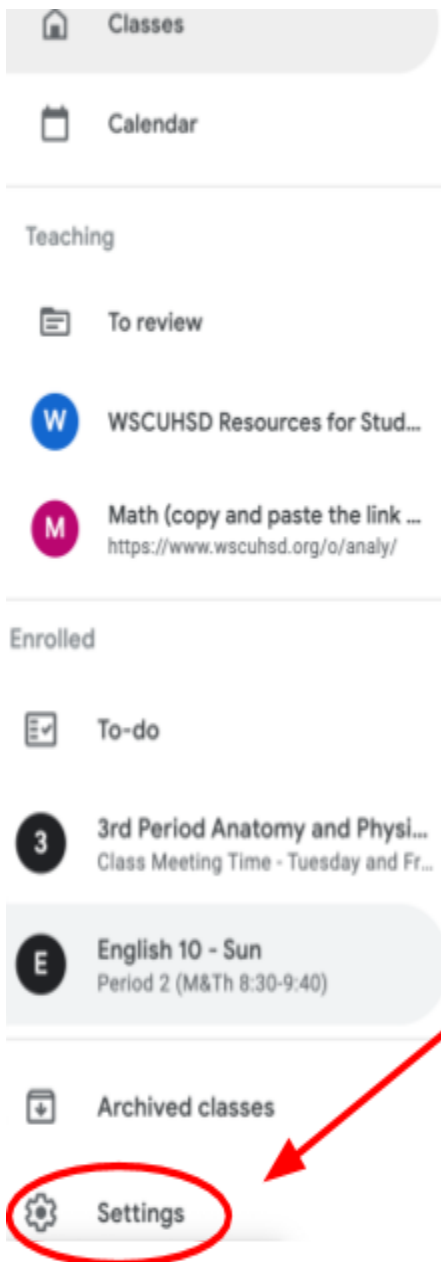 Classes
Calendar
Teaching
To review
W
WSCUHSD Resources for Stud...
M
Math (copy and paste the link ...
https://www.wscuhsd.org/o/analy/
Enrolled
To-do
3
3rd Period Anatomy and Physi...
Class Meeting Time - Tuesday and Fr...
E
English 10 - Sun
Period 2 (M&Th 8:30-9:40)
Archived classes
Settings